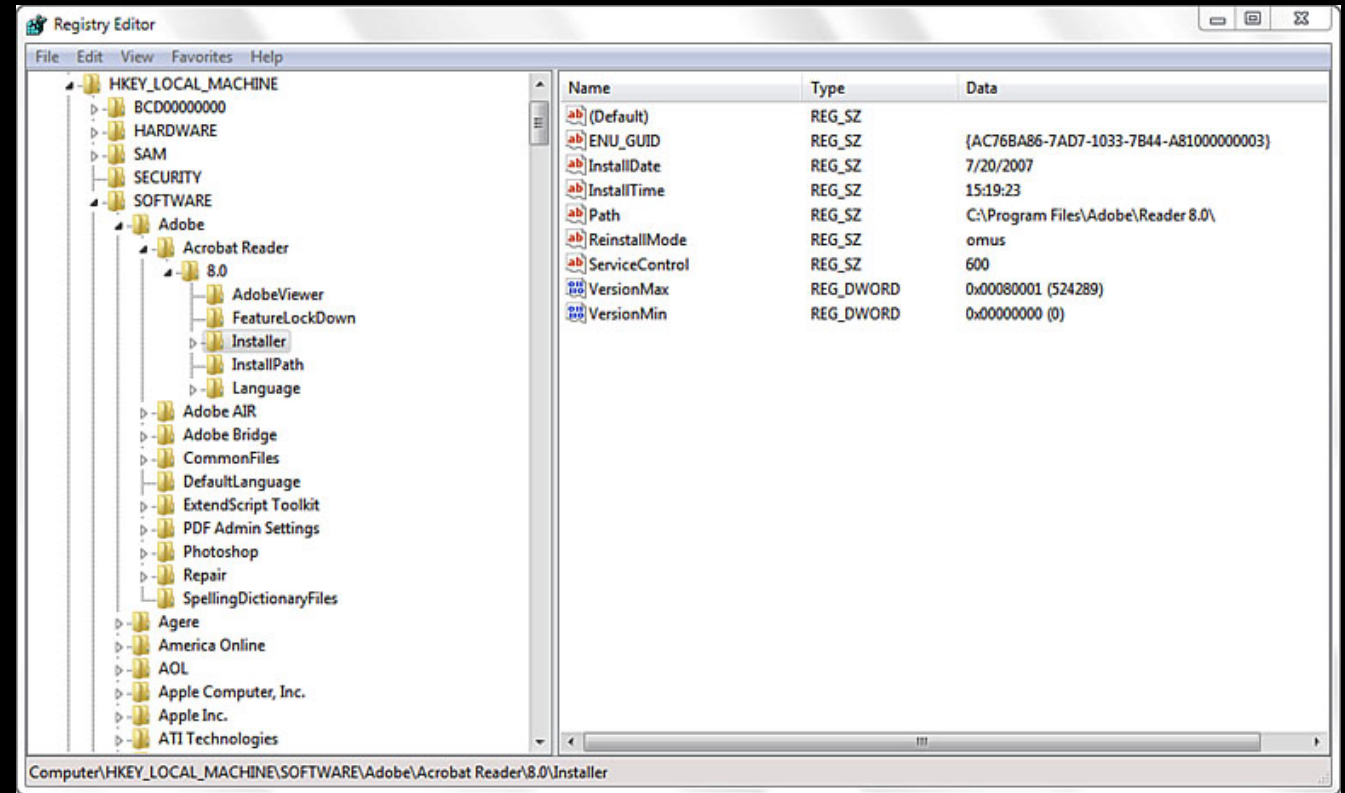 Registry Editor
File Edit View Favorites Help
HKEY_LOCAL_MACHINE
BCD00000000
HARDWARE
SAM
SECURITY
SOFTWARE
Adobe
Acrobat Reader
8.0
AdobeViewer
FeatureLockDown
Installer
InstallPath
Language
Adobe AIR
Adobe Bridge
CommonFiles
DefaultLanguage
ExtendScript Toolkit
PDF Admin Settings
Photoshop
Repair
SpellingDictionaryFiles
Agere
America Online
AOL
Apple Computer, Inc.
Apple Inc.
ATI Technologies
Name Type Data
(Default) REG_SZ
ENU_GUID REG_SZ {AC76BA86-7AD7-1033-7B44-A81000000003}
InstallDate REG_SZ 7/20/2007
InstallTime REG_SZ 15:19:23
Path REG_SZ C:\Program Files\Adobe\Reader 8.0\
ReinstallMode REG_SZ omus
ServiceControl REG_SZ 600
VersionMax REG_DWORD 0x00080001 (524289)
VersionMin REG_DWORD 0x00000000 (0)
Computer\HKEY_LOCAL_MACHINE\SOFTWARE\Adobe\Acrobat Reader\8.0\Installer